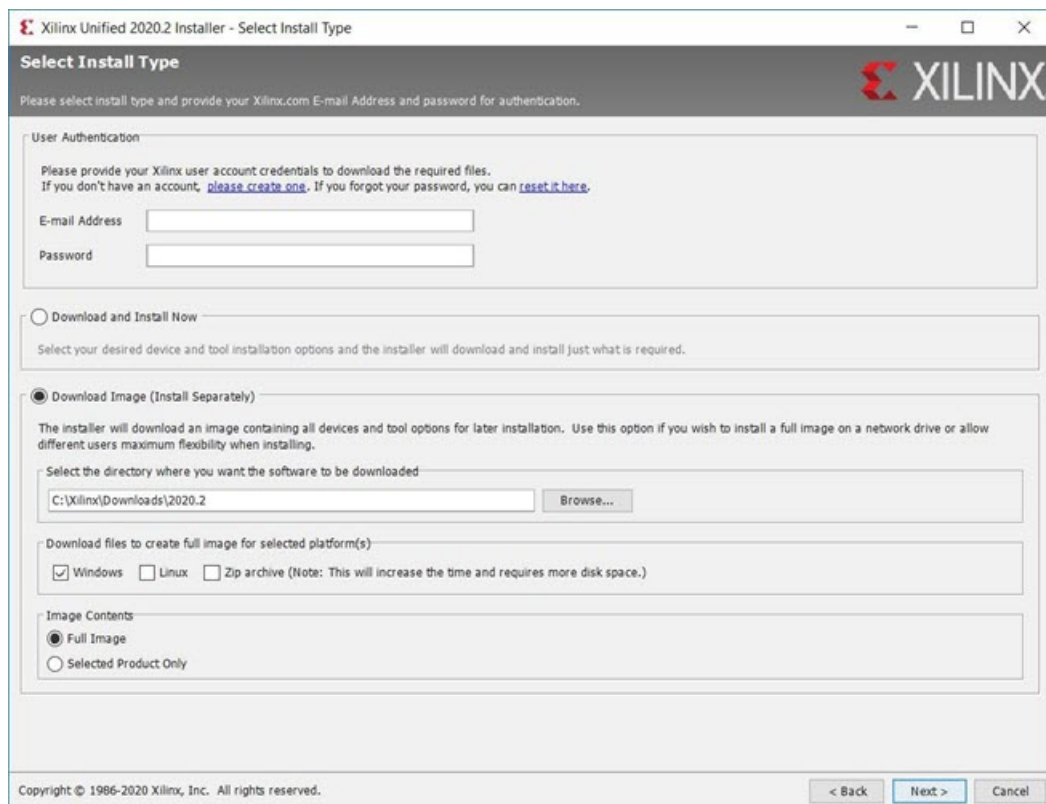 Xilinx Unified 2020.2 Installer - Select Install Type
Select Install Type
XILINX
Please select install type and provide your Xilinx.com E-mail Address and password for authentication.
User Authentication
Please provide your Xilinx user account credentials to download the required files.
If you don't have an account, please create one. If you forgot your password, you can reset it here.
E-mail Address
Password
Download and Install Now
Select your desired device and tool installation options and the installer will download and install just what is required.
Download Image (Install Separately)
The installer will download an image containing all devices and tool options for later installation. Use this option if you wish to install a full image on a network drive or allow
different users maximum flexibility when installing.
Select the directory where you want the software to be downloaded
C:\Xilinx\Downloads\2020.2 Browse...
Download files to create full image for selected platform(s)
Windows Linux Zip archive (Note: This will increase the time and requires more disk space.)
Image Contents
Full Image
Selected Product Only
Copyright © 1986-2020 Xilinx, Inc. All rights reserved. < Back Next > Cancel